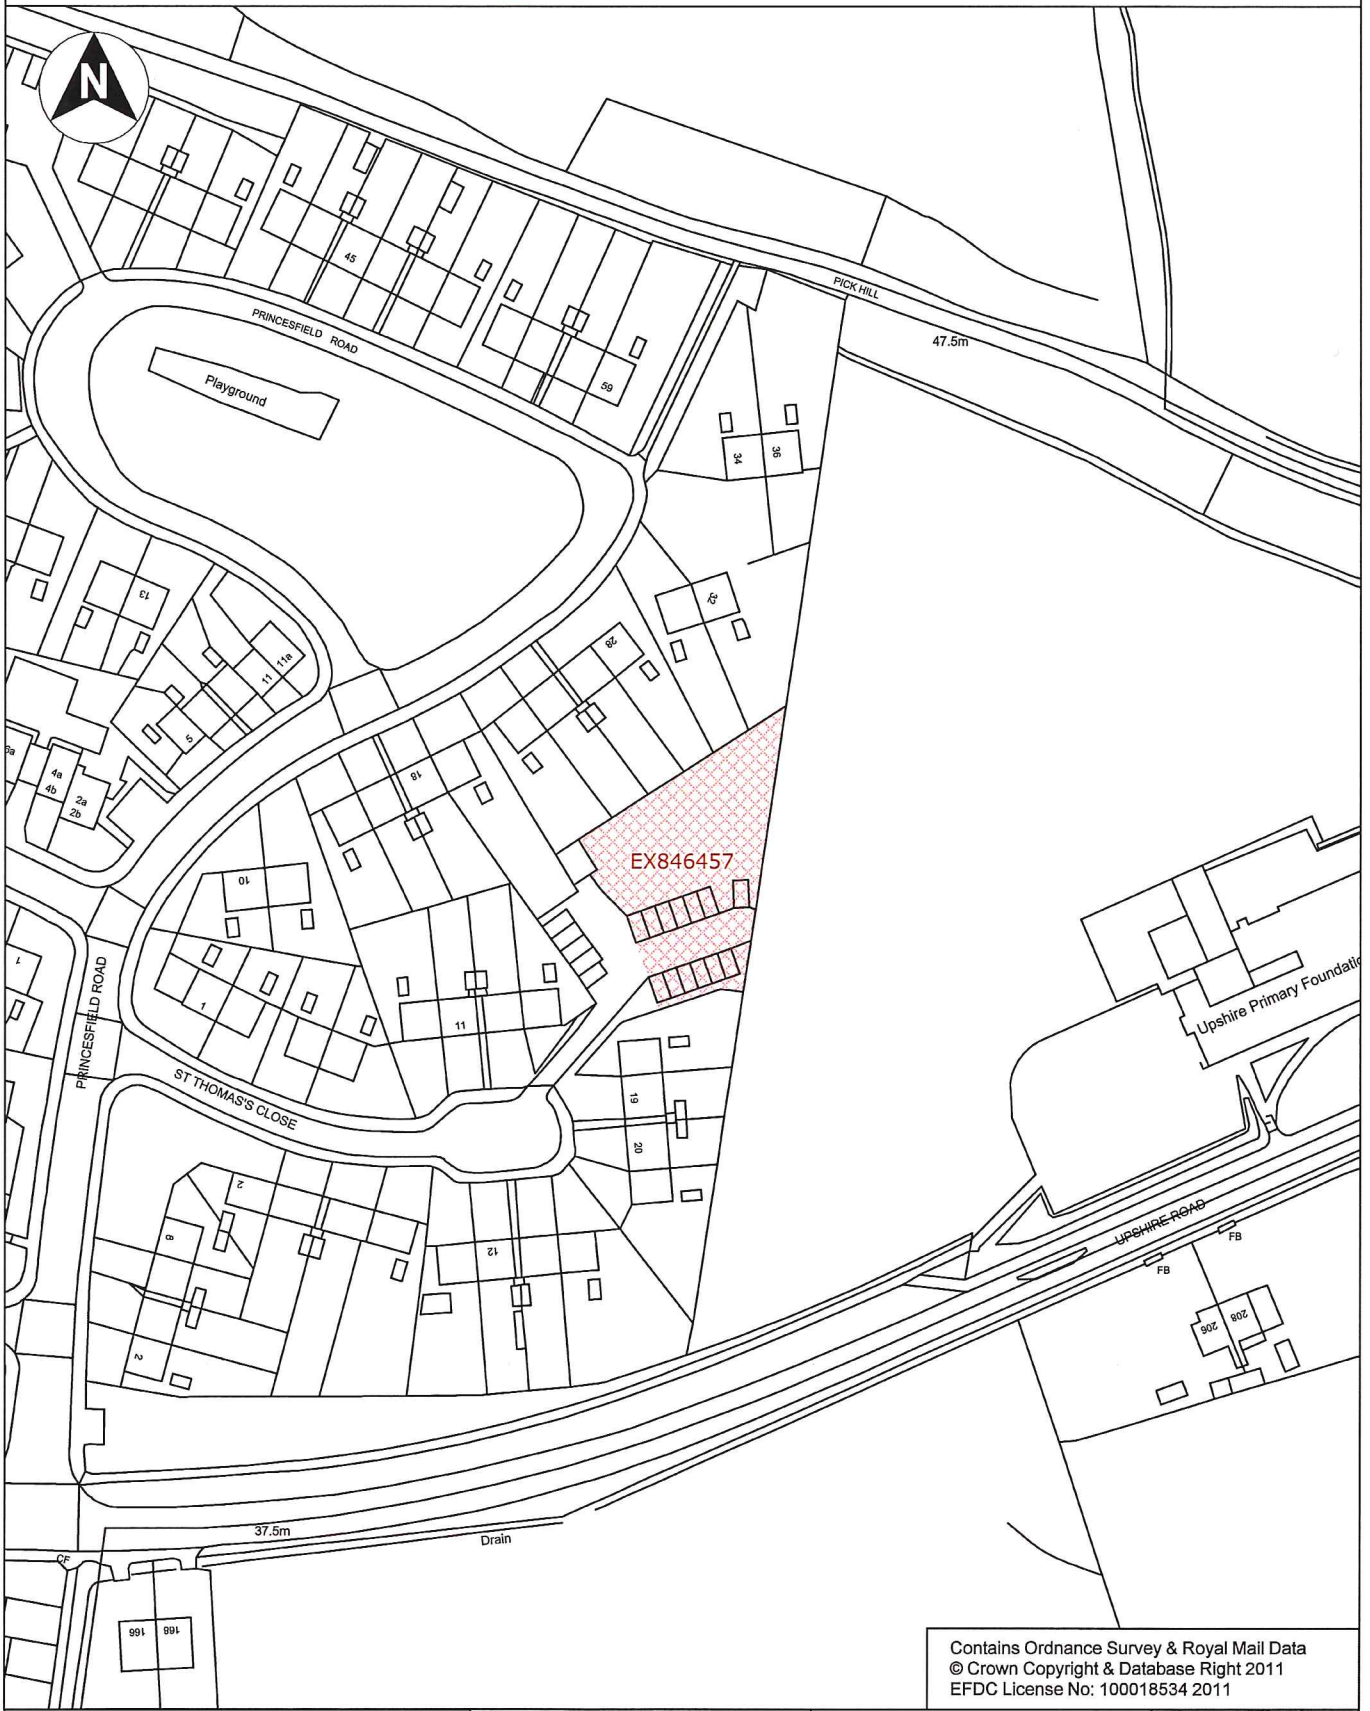 N
PICK HILL
47.5m
45
PRINCESFIELD ROAD
59
Playground
34
36
13
32
28
11a
11
5
18
6a
4a
4b
2a
2b
EX846457
10
1
1
11
PRINCESFIELD ROAD
ST THOMAS'S CLOSE
Upshire Primary Foundatio
19
20
2
8
12
2
UPSHIRE ROAD
FB
FB
206
208
37.5m
Drain
CF
166
168
Contains Ordnance Survey & Royal Mail Data
© Crown Copyright & Database Right 2011
EFDC License No: 100018534 2011